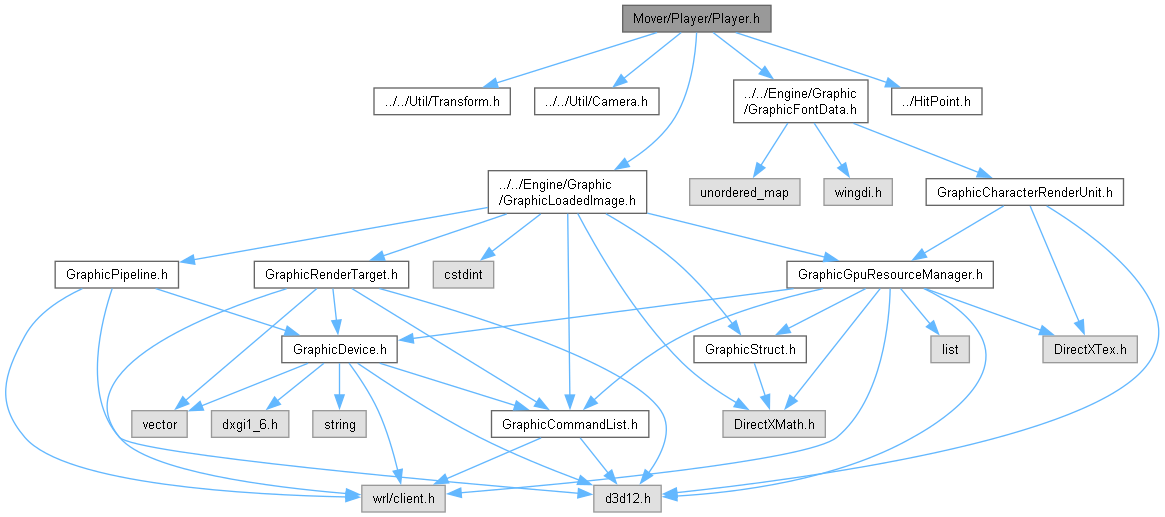 Mover/Player/Player.h
../../Util/Transform.h
../../Util/Camera.h
../../Engine/Graphic
/GraphicFontData.h
../HitPoint.h
../../Engine/Graphic
/GraphicLoadedImage.h
unordered_map
wingdi.h
GraphicCharacterRenderUnit.h
GraphicPipeline.h
GraphicRenderTarget.h
cstdint
GraphicGpuResourceManager.h
GraphicDevice.h
GraphicStruct.h
list
DirectXTex.h
vector
dxgi1_6.h
string
GraphicCommandList.h
DirectXMath.h
wrl/client.h
d3d12.h